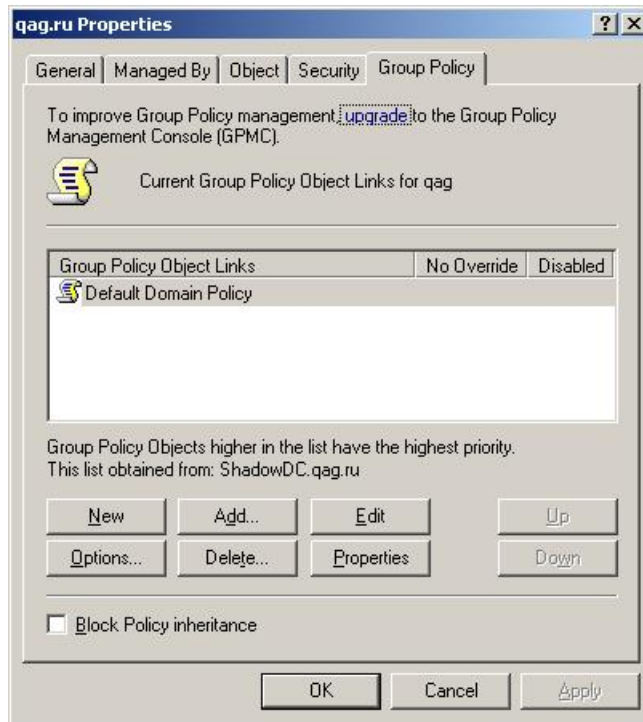 qag.ru Properties
General Managed By Object Security Group Policy
To improve Group Policy management, upgrade to the Group Policy
Management Console (GPMC).
Current Group Policy Object Links for qag
Group Policy Object Links No Override Disabled
Default Domain Policy
Group Policy Objects higher in the list have the highest priority.
This list obtained from: ShadowDC.qag.ru
New Add... Edit Up
Options... Delete... Properties Down
Block Policy inheritance
OK Cancel Apply